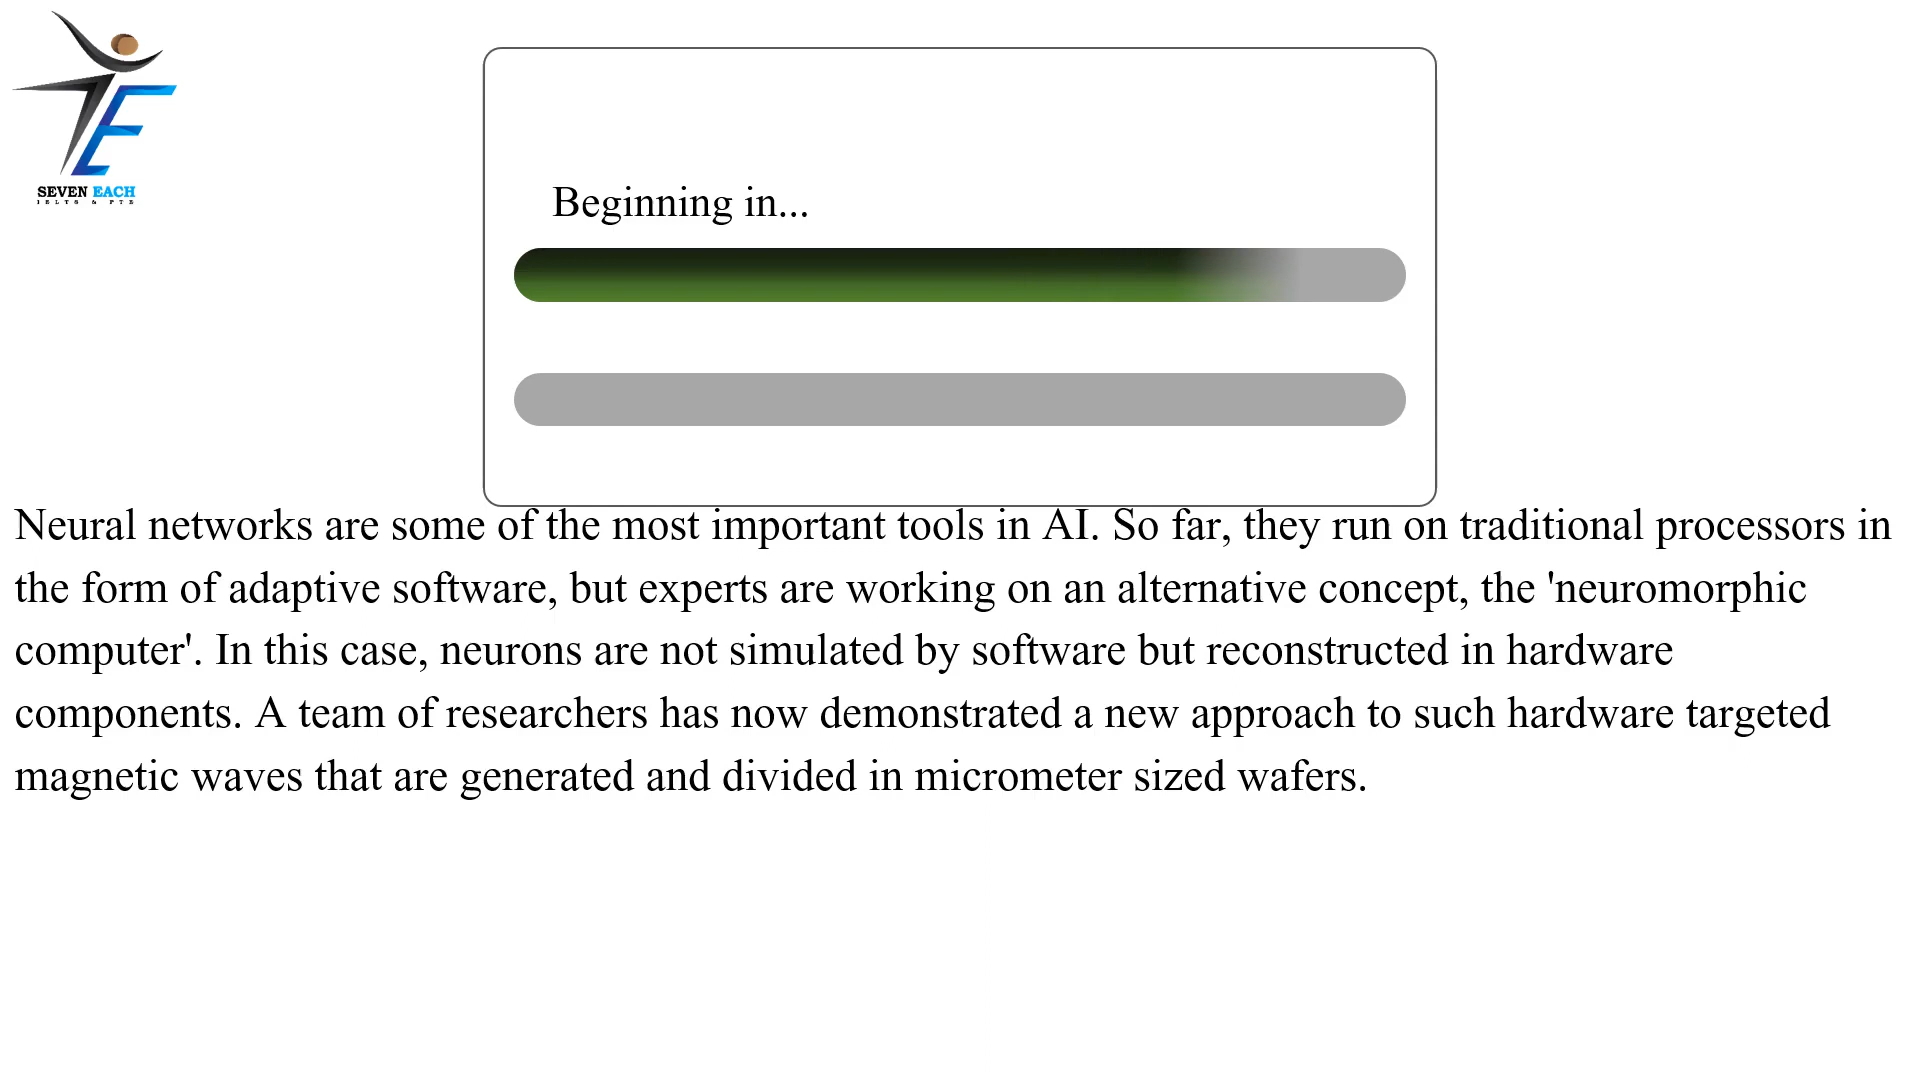 SEVEN EACH
IELTS & PTE
Beginning in...
Neural networks are some of the most important tools in AI. So far, they run on traditional processors in
the form of adaptive software, but experts are working on an alternative concept, the 'neuromorphic
computer'. In this case, neurons are not simulated by software but reconstructed in hardware
components. A team of researchers has now demonstrated a new approach to such hardware targeted
magnetic waves that are generated and divided in micrometer sized wafers.